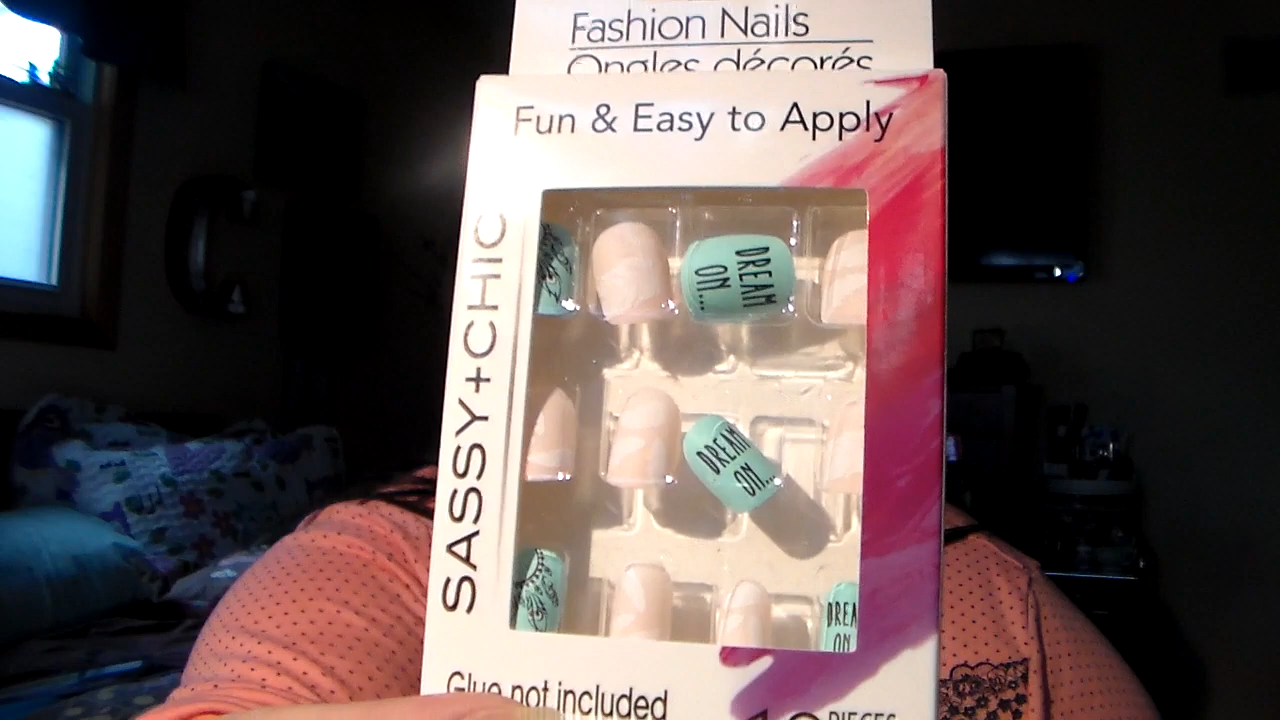 Fashion Nails
Ongles décorés
Fun & Easy to Apply
SASSY+CHIC
DREAM
ON...
DREAM
ON...
DREA
ON
Glue not included
PIECES